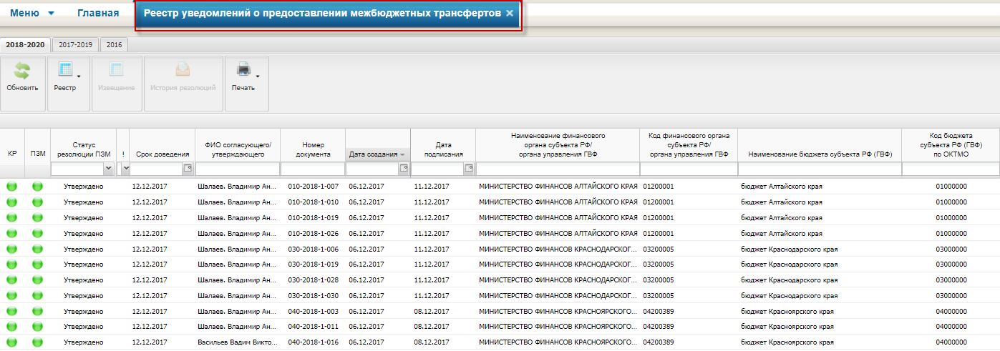 Меню Главная Реестр уведомлений о предоставлении межбюджетных трансфертов ×
2018-2020 2017-2019 2016
Обновить Реестр Извещение История резолюций Печать
КР ПЗМ Статус резолюции ПЗМ ! Срок доведения ФИО согласующего/ утверждающего Номер документа Дата создания Дата подписания Наименование финансового органа субъекта РФ/ органа управления ГВФ Код финансового органа субъекта РФ/ органа управления ГВФ Наименование бюджета субъекта РФ (ГВФ) Код бюджета субъекта РФ (ГВФ) по ОКТМО
Утверждено 12.12.2017 Шалаев. Владимир Ан... 010-2018-1-007 06.12.2017 11.12.2017 МИНИСТЕРСТВО ФИНАНСОВ АЛТАЙСКОГО КРАЯ 01200001 бюджет Алтайского края 01000000
Утверждено 12.12.2017 Шалаев. Владимир Ан... 010-2018-1-010 06.12.2017 11.12.2017 МИНИСТЕРСТВО ФИНАНСОВ АЛТАЙСКОГО КРАЯ 01200001 бюджет Алтайского края 01000000
Утверждено 12.12.2017 Шалаев. Владимир Ан... 010-2018-1-019 06.12.2017 11.12.2017 МИНИСТЕРСТВО ФИНАНСОВ АЛТАЙСКОГО КРАЯ 01200001 бюджет Алтайского края 01000000
Утверждено 12.12.2017 Шалаев. Владимир Ан... 010-2018-1-026 06.12.2017 11.12.2017 МИНИСТЕРСТВО ФИНАНСОВ АЛТАЙСКОГО КРАЯ 01200001 бюджет Алтайского края 01000000
Утверждено 12.12.2017 Шалаев. Владимир Ан... 030-2018-1-006 06.12.2017 11.12.2017 МИНИСТЕРСТВО ФИНАНСОВ КРАСНОДАРСКОГ... 03200005 бюджет Краснодарского края 03000000
Утверждено 12.12.2017 Шалаев. Владимир Ан... 030-2018-1-019 06.12.2017 11.12.2017 МИНИСТЕРСТВО ФИНАНСОВ КРАСНОДАРСКОГ... 03200005 бюджет Краснодарского края 03000000
Утверждено 12.12.2017 Шалаев. Владимир Ан... 030-2018-1-028 06.12.2017 11.12.2017 МИНИСТЕРСТВО ФИНАНСОВ КРАСНОДАРСКОГ... 03200005 бюджет Краснодарского края 03000000
Утверждено 12.12.2017 Шалаев. Владимир Ан... 030-2018-1-030 06.12.2017 11.12.2017 МИНИСТЕРСТВО ФИНАНСОВ КРАСНОДАРСКОГ... 03200005 бюджет Краснодарского края 03000000
Утверждено 12.12.2017 Шалаев. Владимир Ан... 040-2018-1-003 06.12.2017 08.12.2017 МИНИСТЕРСТВО ФИНАНСОВ КРАСНОЯРСКОГО... 04200389 бюджет Красноярского края 04000000
Утверждено 12.12.2017 Шалаев. Владимир Ан... 040-2018-1-011 06.12.2017 08.12.2017 МИНИСТЕРСТВО ФИНАНСОВ КРАСНОЯРСКОГО... 04200389 бюджет Красноярского края 04000000
Утверждено 12.12.2017 Васильев Вадим Викто... 040-2018-1-016 06.12.2017 08.12.2017 МИНИСТЕРСТВО ФИНАНСОВ КРАСНОЯРСКОГО... 04200389 бюджет Красноярского края 04000000